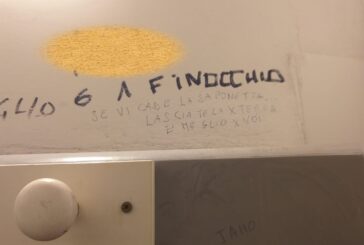 GLIO 6 1 FINOCCHIO
SE VI CADE LA SAPONETTA
LASCIATELA X TERRA
E MEGLIO X VOI